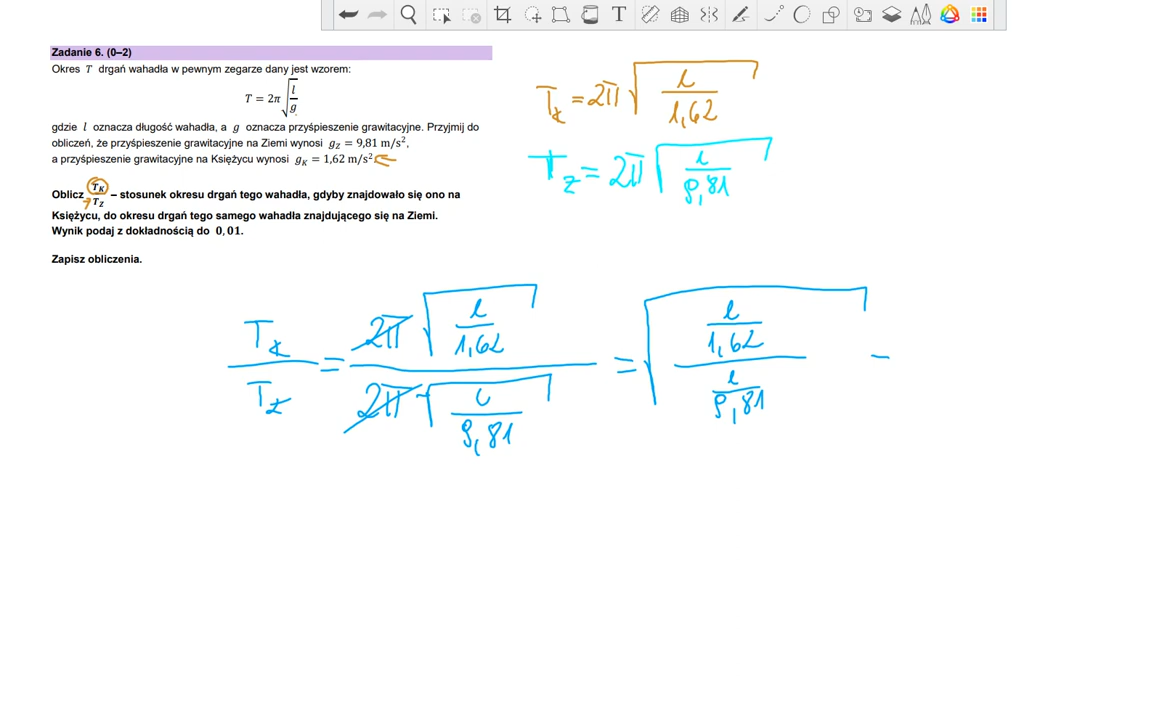 Zadanie 6. (0–2)
Okres T drgań wahadła w pewnym zegarze dany jest wzorem:
T = 2π √(l/g)
gdzie l oznacza długość wahadła, a g oznacza przyśpieszenie grawitacyjne. Przyjmij do
obliczeń, że przyśpieszenie grawitacyjne na Ziemi wynosi g_Z = 9,81 m/s²,
a przyśpieszenie grawitacyjne na Księżycu wynosi g_K = 1,62 m/s²
Oblicz T_K/T_Z – stosunek okresu drgań tego wahadła, gdyby znajdowało się ono na
Księżycu, do okresu drgań tego samego wahadła znajdującego się na Ziemi.
Wynik podaj z dokładnością do 0,01.
Zapisz obliczenia.
T_k = 2π √(l/1,62)
T_z = 2π √(l/9,81)
T_k/T_z = (2π √(l/1,62))/(2π √(l/9,81)) = √((l/1,62)/(l/9,81)) –